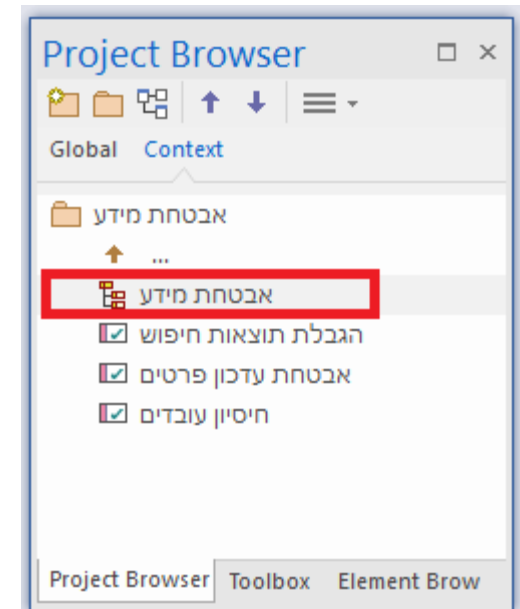 Project Browser
Global Context
אבטחת מידע
...
אבטחת מידע
הגבלת תוצאות חיפוש
אבטחת עדכון פרטים
חיסיון עובדים
Project Browser Toolbox Element Brow